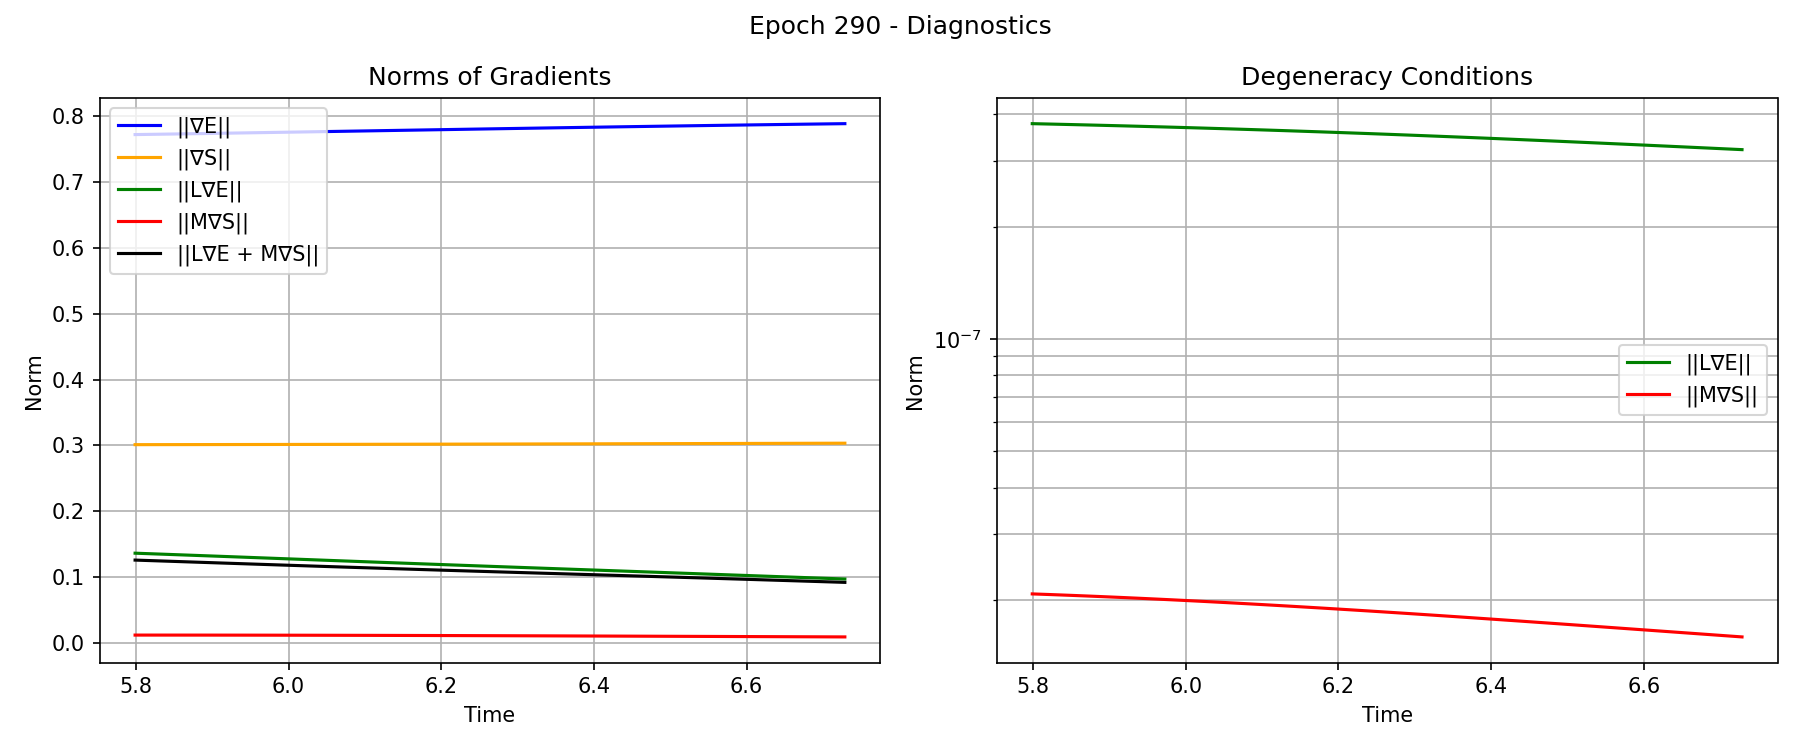 Epoch 290 - Diagnostics
Norms of Gradients
0.8
0.7
0.6
0.5
0.4
0.3
0.2
0.1
0.0
Norm
||∇E||
||∇S||
||L∇E||
||M∇S||
||L∇E + M∇S||
5.8 6.0 6.2 6.4 6.6
Time
Degeneracy Conditions
10⁻⁷
Norm
||L∇E||
||M∇S||
5.8 6.0 6.2 6.4 6.6
Time